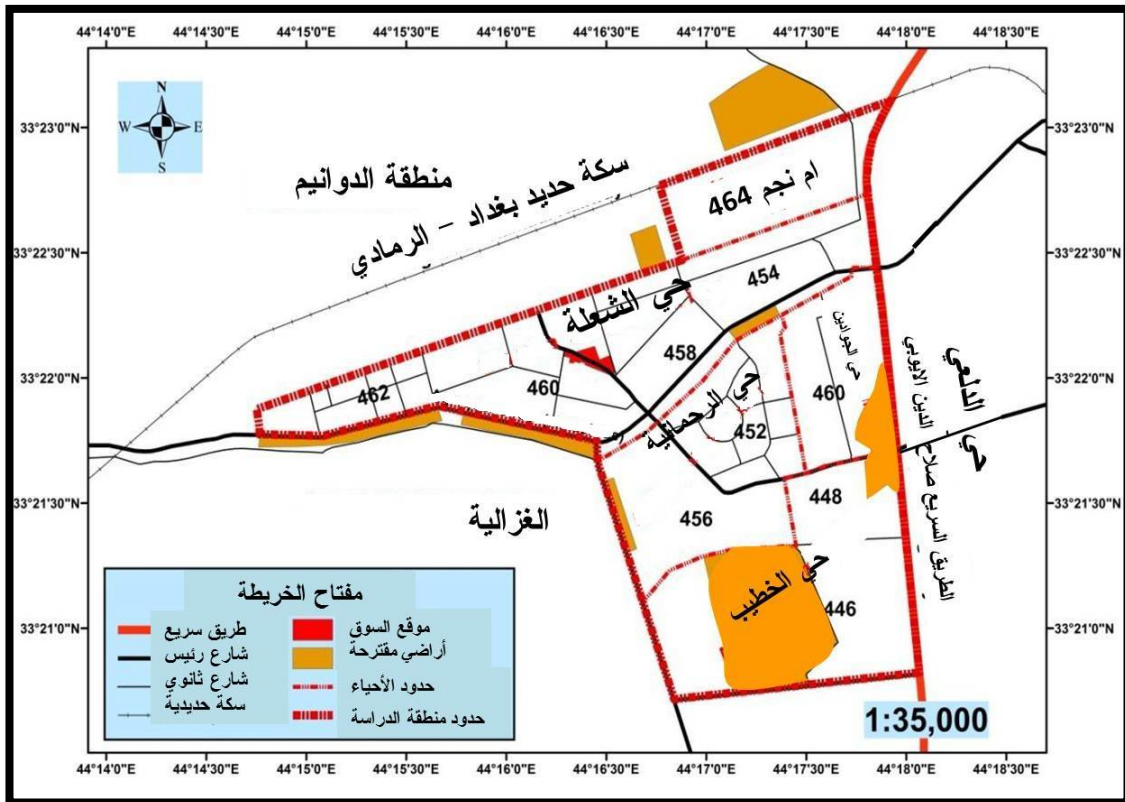 44°14'0"E 44°14'30"E 44°15'0"E 44°15'30"E 44°16'0"E 44°16'30"E 44°17'0"E 44°17'30"E 44°18'0"E 44°18'30"E
N
W E
S
33°23'0"N 33°23'0"N
منطقة الدوانيم
سكة حديد بغداد - الرمادي
ام نجم 464
33°22'30"N 33°22'30"N
حي الشعلة
454
458
حي الجوادين
460
460
462
33°22'0"N 33°22'0"N
حي الرحمانية
452
حي الدلعي
الطريق السريع صلاح الدين الايوبي
33°21'30"N 33°21'30"N
الغزالية
456
448
حي الخطيب
446
33°21'0"N 33°21'0"N
مفتاح الخريطة
موقع السوق
أراضي مقترحة
حدود الأحياء
حدود منطقة الدراسة
طريق سريع
شارع رئيس
شارع ثانوي
سكة حديدية
1:35,000
44°14'0"E 44°14'30"E 44°15'0"E 44°15'30"E 44°16'0"E 44°16'30"E 44°17'0"E 44°17'30"E 44°18'0"E 44°18'30"E